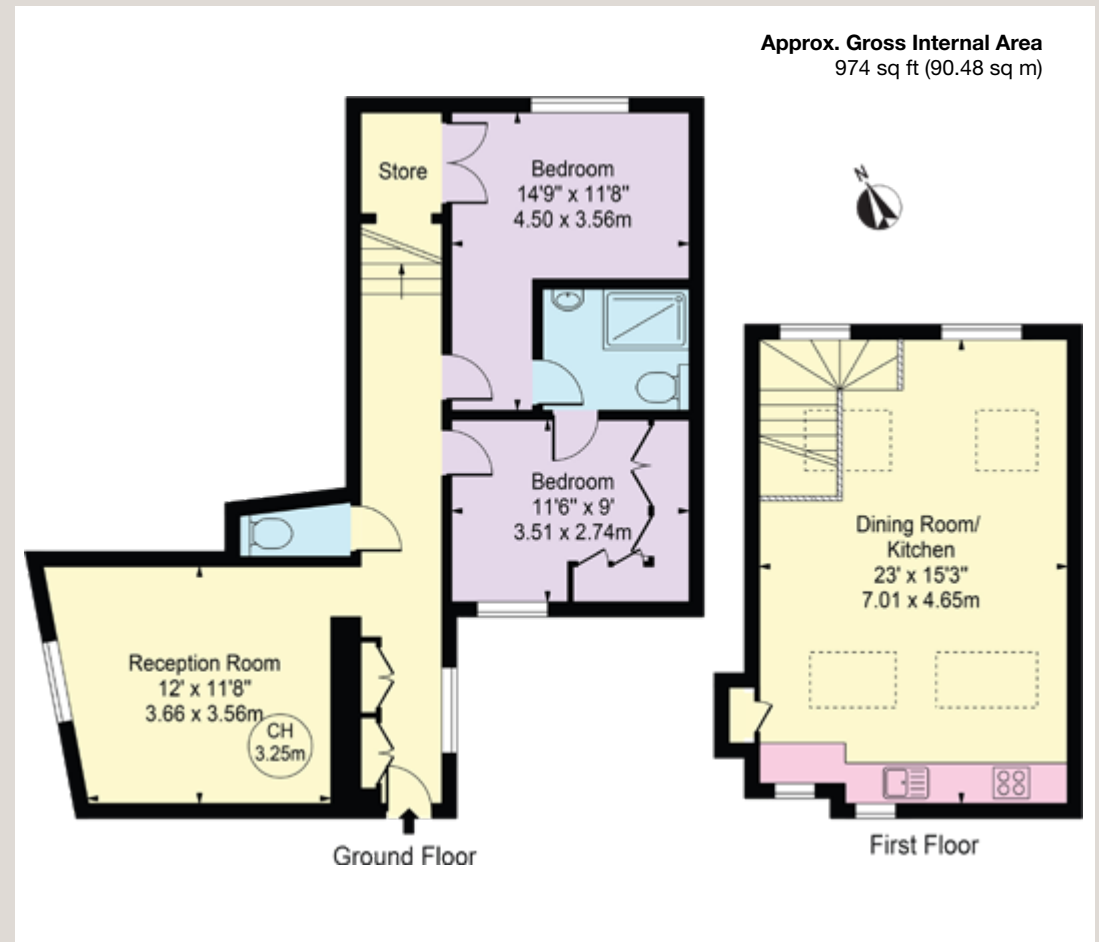 Approx. Gross Internal Area
974 sq ft (90.48 sq m)
N
Store
Bedroom
14'9" x 11'8"
4.50 x 3.56m
Bedroom
11'6" x 9'
3.51 x 2.74m
Reception Room
12' x 11'8"
3.66 x 3.56m
CH
3.25m
Ground Floor
Dining Room/
Kitchen
23' x 15'3"
7.01 x 4.65m
First Floor